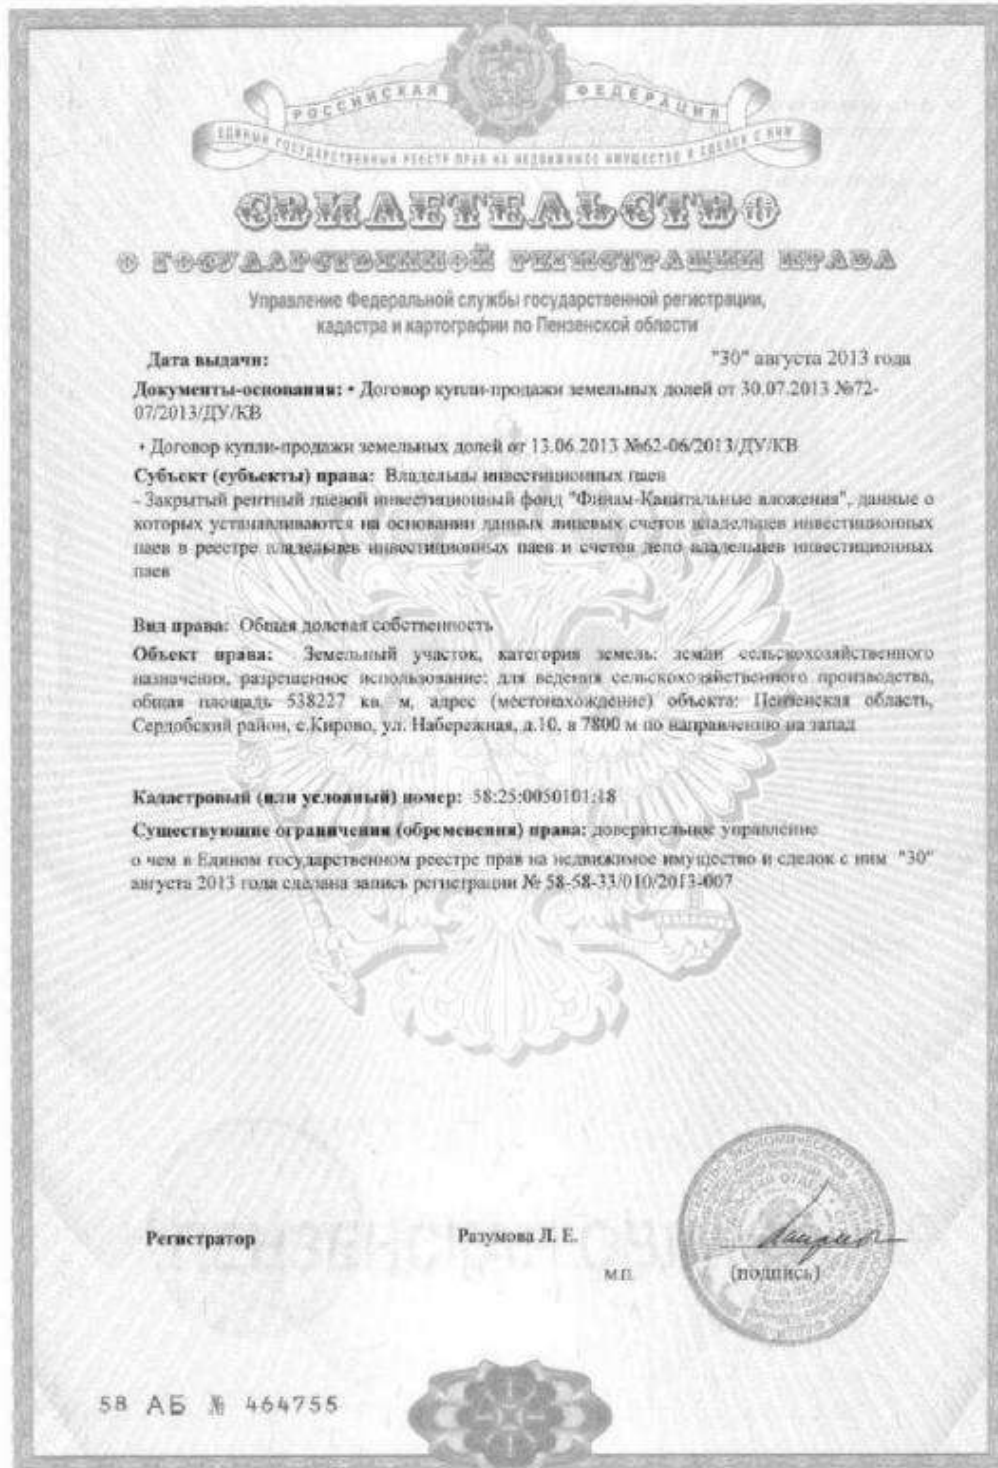 РОССИЙСКАЯ ФЕДЕРАЦИЯ
ЕДИНЫЙ ГОСУДАРСТВЕННЫЙ РЕЕСТР ПРАВ НА НЕДВИЖИМОЕ ИМУЩЕСТВО И СДЕЛОК С НИМ
СВИДЕТЕЛЬСТВО
О ГОСУДАРСТВЕННОЙ РЕГИСТРАЦИИ ПРАВА
Управление Федеральной службы государственной регистрации,
кадастра и картографии по Пензенской области
Дата выдачи: "30" августа 2013 года
Документы-основания: • Договор купли-продажи земельных долей от 30.07.2013 №72-
07/2013/ДУ/КВ
• Договор купли-продажи земельных долей от 13.06.2013 №62-06/2013/ДУ/КВ
Субъект (субъекты) права: Владельцы инвестиционных паев
- Закрытый рентный паевой инвестиционный фонд "Финам-Капитальные вложения", данные о
которых устанавливаются на основании данных лицевых счетов владельцев инвестиционных
паев в реестре владельцев инвестиционных паев и счетов депо владельцев инвестиционных
паев
Вид права: Общая долевая собственность
Объект права: Земельный участок, категория земель: земли сельскохозяйственного
назначения, разрешенное использование: для ведения сельскохозяйственного производства,
общая площадь 538227 кв. м, адрес (местонахождение) объекта: Пензенская область,
Сердобский район, с.Кирово, ул. Набережная, д.10, в 7800 м по направлению на запад
Кадастровый (или условный) номер: 58:25:0050101:18
Существующие ограничения (обременения) права: доверительное управление
о чем в Едином государственном реестре прав на недвижимое имущество и сделок с ним "30"
августа 2013 года сделана запись регистрации № 58-58-33/010/2013-007
Регистратор Разумова Л. Е.
м.п. (подпись)
58 АБ № 464755